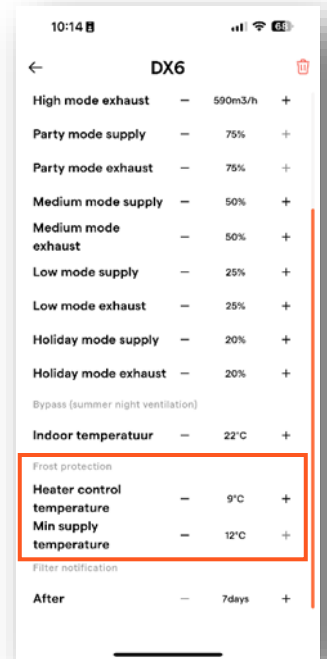 10:14 68
DX6
High mode exhaust − 590m3/h +
Party mode supply − 75% +
Party mode exhaust − 75% +
Medium mode supply − 50% +
Medium mode
exhaust − 50% +
Low mode supply − 25% +
Low mode exhaust − 25% +
Holiday mode supply − 20% +
Holiday mode exhaust − 20% +
Bypass (summer night ventilation)
Indoor temperatuur − 22°C +
Frost protection
Heater control
temperature − 9°C +
Min supply
temperature − 12°C +
Filter notification
After − 7days +